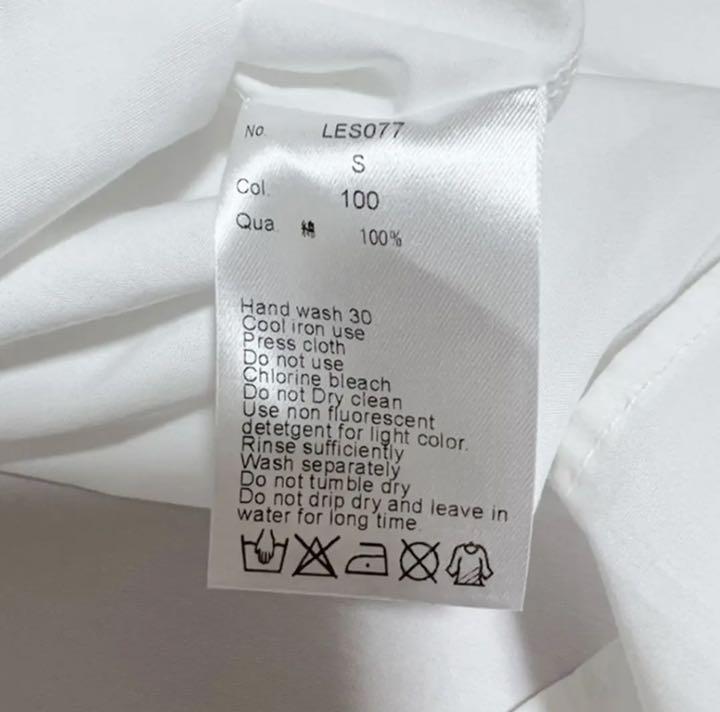 No. LES077
S
Col. 100
Qua. 綿 100%
Hand wash 30
Cool iron use
Press cloth
Do not use
Chlorine bleach
Do not Dry clean
Use non fluorescent
detetgent for light color.
Rinse sufficiently
Wash separately
Do not tumble dry
Do not drip dry and leave in
water for long time.